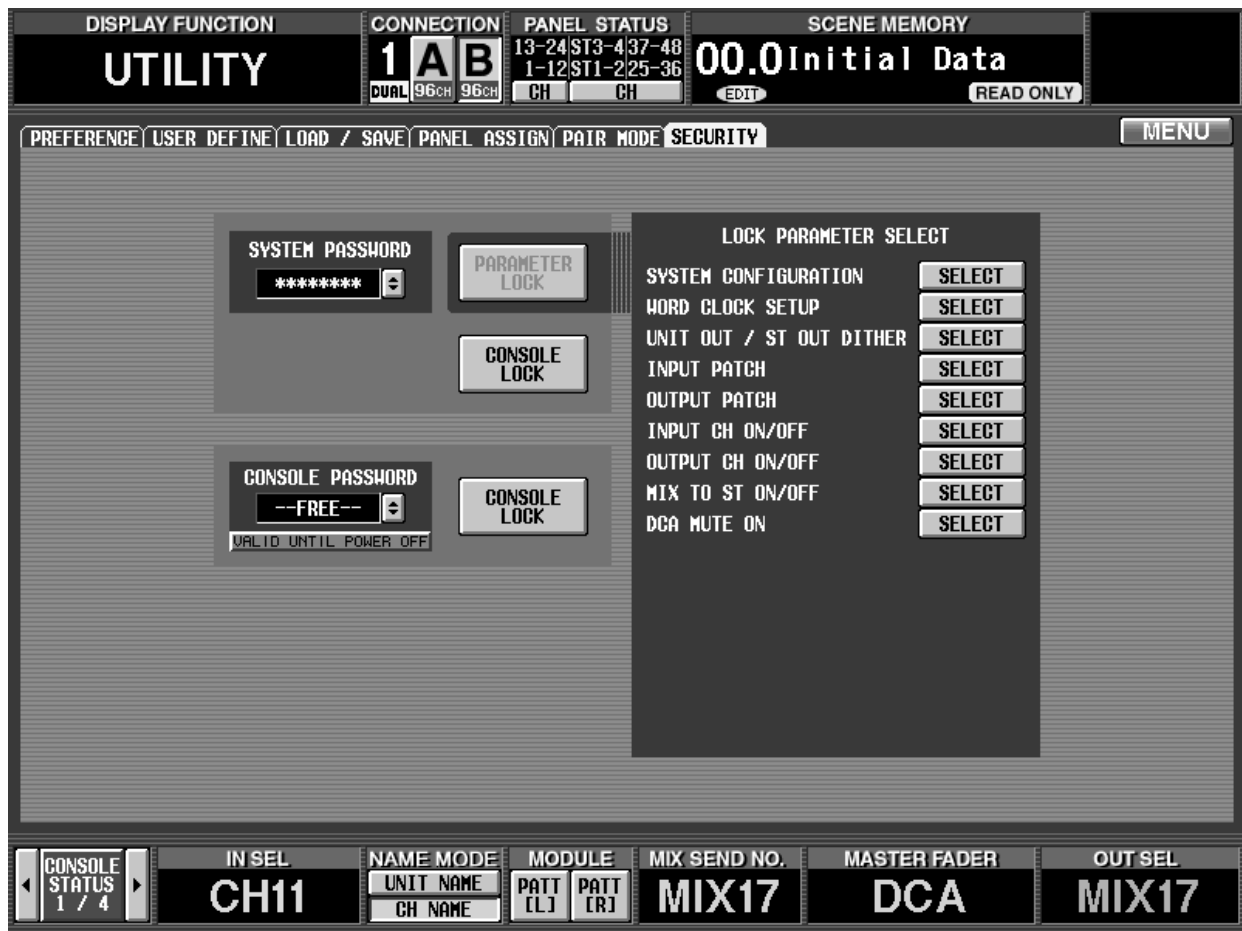 DISPLAY FUNCTION
UTILITY
CONNECTION
1 A B
DUAL 96CH 96CH
PANEL STATUS
13-24 ST3-4 37-48
1-12 ST1-2 25-36
CH CH
SCENE MEMORY
00.0 Initial Data
EDIT READ ONLY
PREFERENCE USER DEFINE LOAD / SAVE PANEL ASSIGN PAIR MODE SECURITY
MENU
SYSTEM PASSWORD
********
PARAMETER
LOCK
CONSOLE
LOCK
CONSOLE PASSWORD
--FREE--
VALID UNTIL POWER OFF
CONSOLE
LOCK
LOCK PARAMETER SELECT
SYSTEM CONFIGURATION SELECT
WORD CLOCK SETUP SELECT
UNIT OUT / ST OUT DITHER SELECT
INPUT PATCH SELECT
OUTPUT PATCH SELECT
INPUT CH ON/OFF SELECT
OUTPUT CH ON/OFF SELECT
MIX TO ST ON/OFF SELECT
DCA MUTE ON SELECT
CONSOLE
STATUS
1 / 4
IN SEL
CH11
NAME MODE
UNIT NAME
CH NAME
MODULE
PATT [L]
PATT [R]
MIX SEND NO.
MIX17
MASTER FADER
DCA
OUT SEL
MIX17